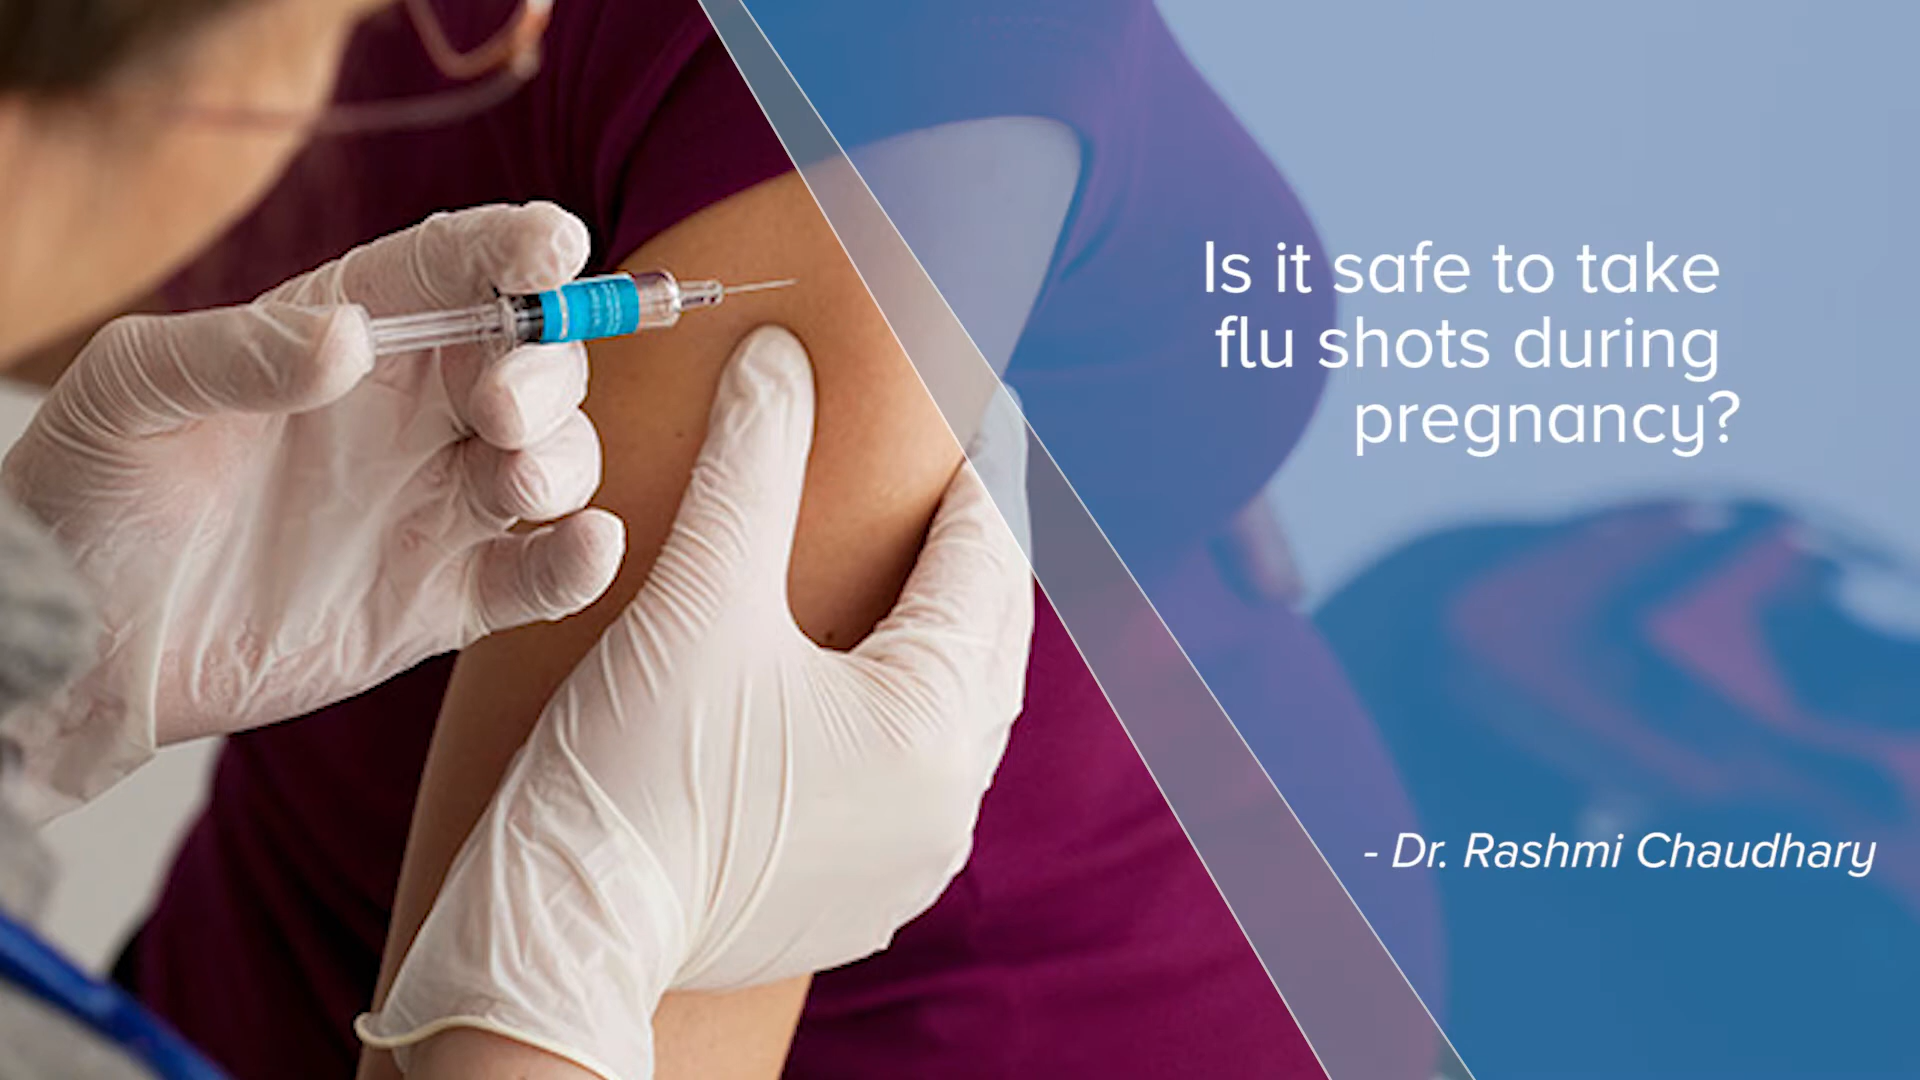 Is it safe to take
flu shots during
pregnancy?
- Dr. Rashmi Chaudhary